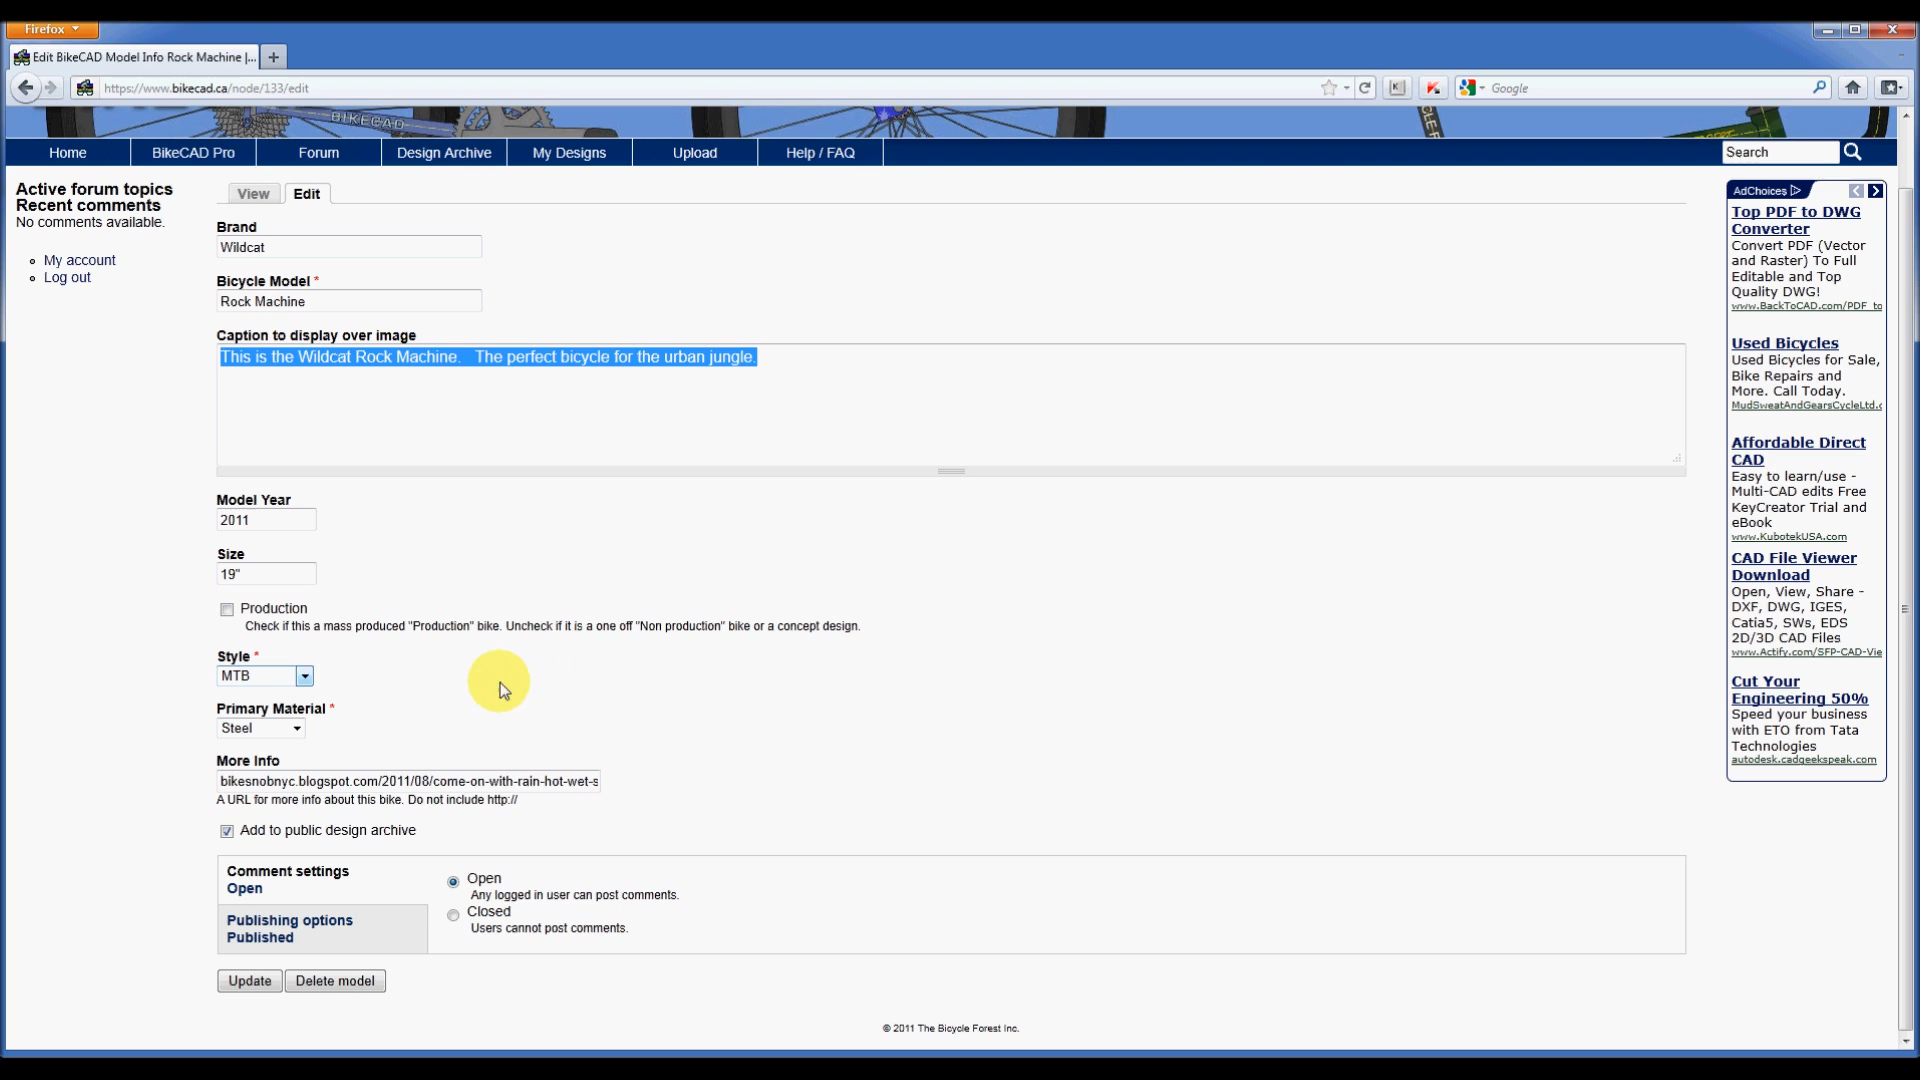 Firefox
Edit BikeCAD Model Info Rock Machine |...
https://www.bikecad.ca/node/133/edit
Google
BIKECAD
Home
BikeCAD Pro
Forum
Design Archive
My Designs
Upload
Help / FAQ
Search
Active forum topics
Recent comments
No comments available.
My account
Log out
View
Edit
Brand
Wildcat
Bicycle Model *
Rock Machine
Caption to display over image
This is the Wildcat Rock Machine.   The perfect bicycle for the urban jungle.
Model Year
2011
Size
19"
Production
Check if this a mass produced "Production" bike. Uncheck if it is a one off "Non production" bike or a concept design.
Style *
MTB
Primary Material *
Steel
More Info
bikesnobnyc.blogspot.com/2011/08/come-on-with-rain-hot-wet-s
A URL for more info about this bike. Do not include http://
Add to public design archive
Comment settings
Open
Publishing options
Published
Open
Any logged in user can post comments.
Closed
Users cannot post comments.
Update
Delete model
© 2011 The Bicycle Forest Inc.
AdChoices
Top PDF to DWG
Converter
Convert PDF (Vector
and Raster) To Full
Editable and Top
Quality DWG!
www.BackToCAD.com/PDF_to
Used Bicycles
Used Bicycles for Sale,
Bike Repairs and
More. Call Today.
MudSweatAndGearsCycleLtd.c
Affordable Direct
CAD
Easy to learn/use -
Multi-CAD edits Free
KeyCreator Trial and
eBook
www.KubotekUSA.com
CAD File Viewer
Download
Open, View, Share -
DXF, DWG, IGES,
Catia5, SWs, EDS
2D/3D CAD Files
www.Actify.com/SFP-CAD-Vie
Cut Your
Engineering 50%
Speed your business
with ETO from Tata
Technologies
autodesk.cadgeekspeak.com